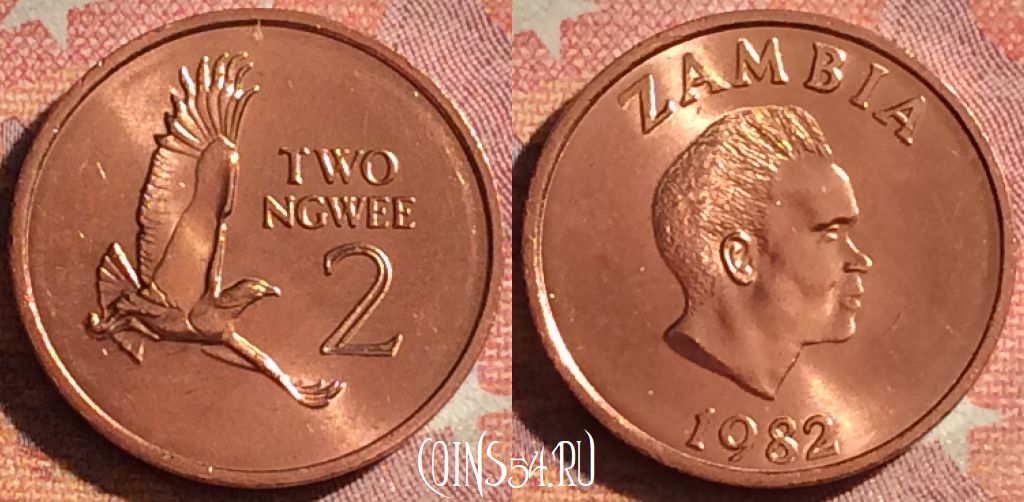 TWO
NGWEE
2
ZAMBIA
1982
COINS54.RU